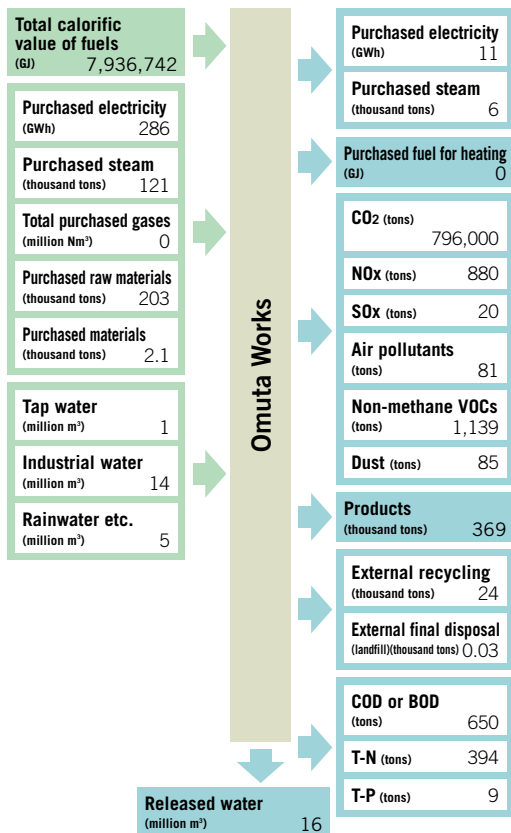 Total calorific
value of fuels
(GJ) 7,936,742
Purchased electricity
(GWh) 286
Purchased steam
(thousand tons) 121
Total purchased gases
(million Nm³) 0
Purchased raw materials
(thousand tons) 203
Purchased materials
(thousand tons) 2.1
Tap water
(million m³) 1
Industrial water
(million m³) 14
Rainwater etc.
(million m³) 5
Omuta Works
Purchased electricity
(GWh) 11
Purchased steam
(thousand tons) 6
Purchased fuel for heating
(GJ) 0
CO2 (tons)
796,000
NOx (tons) 880
SOx (tons) 20
Air pollutants
(tons) 81
Non-methane VOCs
(tons) 1,139
Dust (tons) 85
Products
(thousand tons) 369
External recycling
(thousand tons) 24
External final disposal
(landfill)(thousand tons) 0.03
COD or BOD
(tons) 650
T-N (tons) 394
T-P (tons) 9
Released water
(million m³) 16